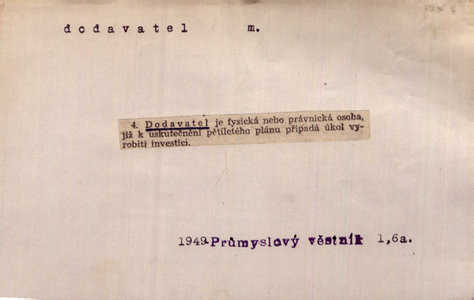 dodavatel m.
4. Dodavatel je fysická nebo právnická osoba,
jíž k uskutečnění pětiletého plánu připadá úkol vy-
robiti investici.
1949 Průmyslový věstník 1,6a.